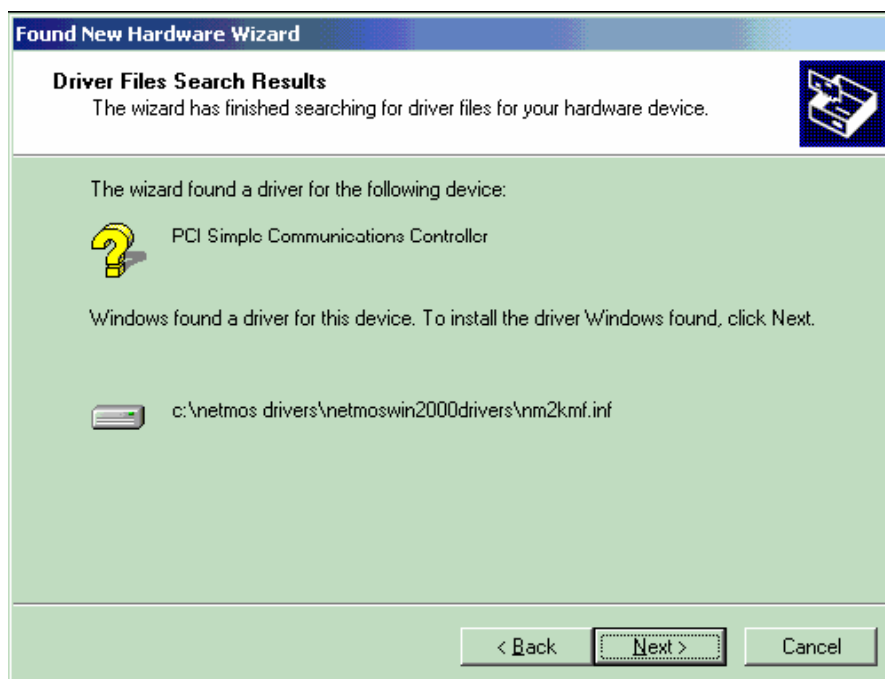 Found New Hardware Wizard
Driver Files Search Results
The wizard has finished searching for driver files for your hardware device.
The wizard found a driver for the following device:
PCI Simple Communications Controller
Windows found a driver for this device. To install the driver Windows found, click Next.
c:\netmos drivers\netmoswin2000drivers\nm2kmf.inf
< Back Next > Cancel